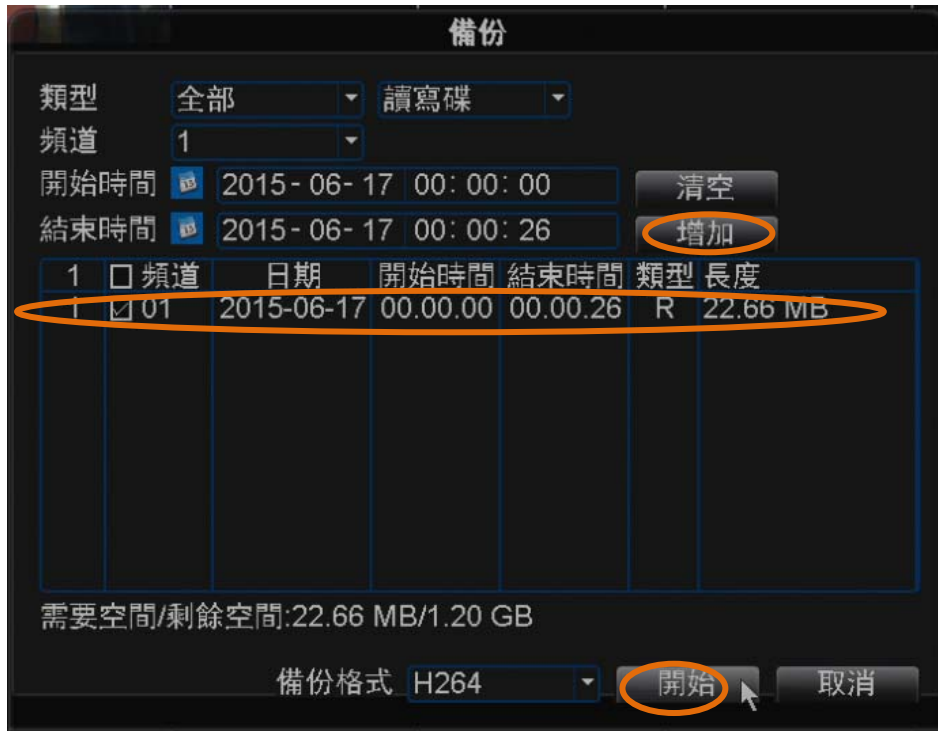 備份
類型 全部 讀寫碟
頻道 1
開始時間 2015-06-17 00:00:00 清空
結束時間 2015-06-17 00:00:26 增加
1 頻道 日期 開始時間 結束時間 類型 長度
1 01 2015-06-17 00.00.00 00.00.26 R 22.66 MB
需要空間/剩餘空間:22.66 MB/1.20 GB
備份格式 H264 開始 取消